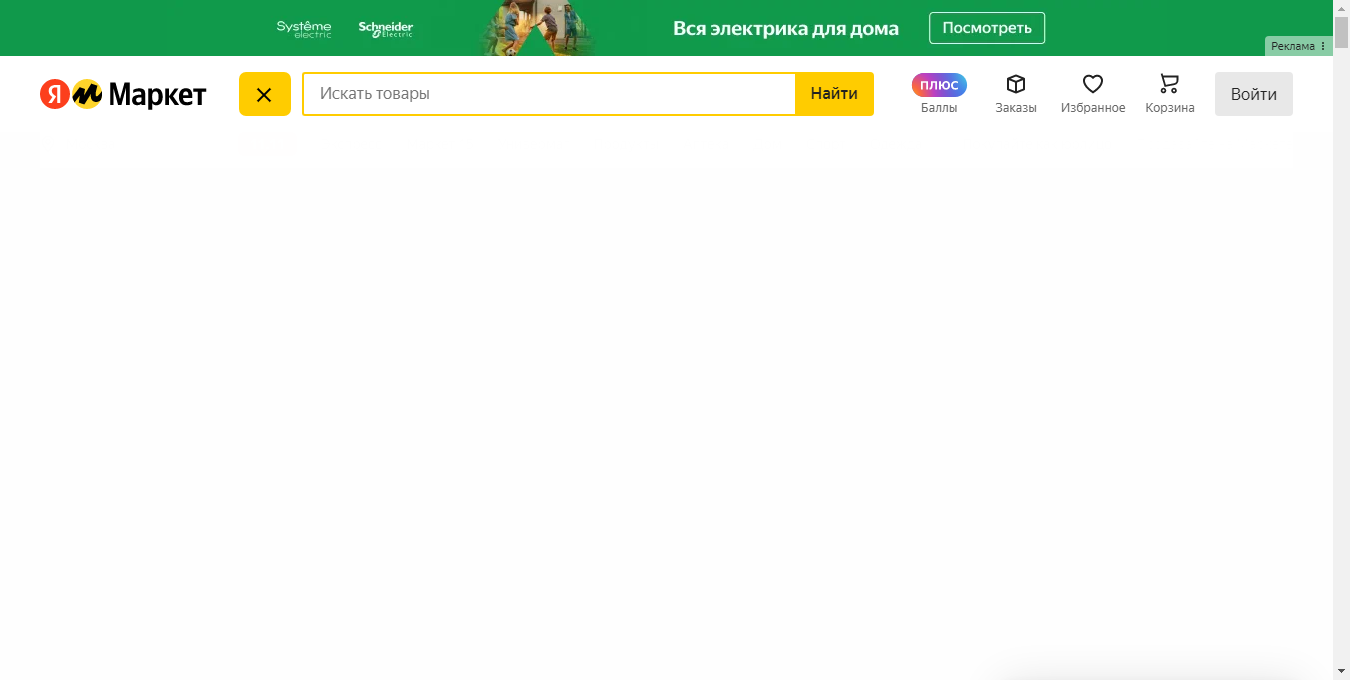 Systême electric
Schneider Electric
Вся электрика для дома
Посмотреть
Реклама
Я Маркет
Искать товары
Найти
плюс
Баллы
Заказы
Избранное
Корзина
Войти